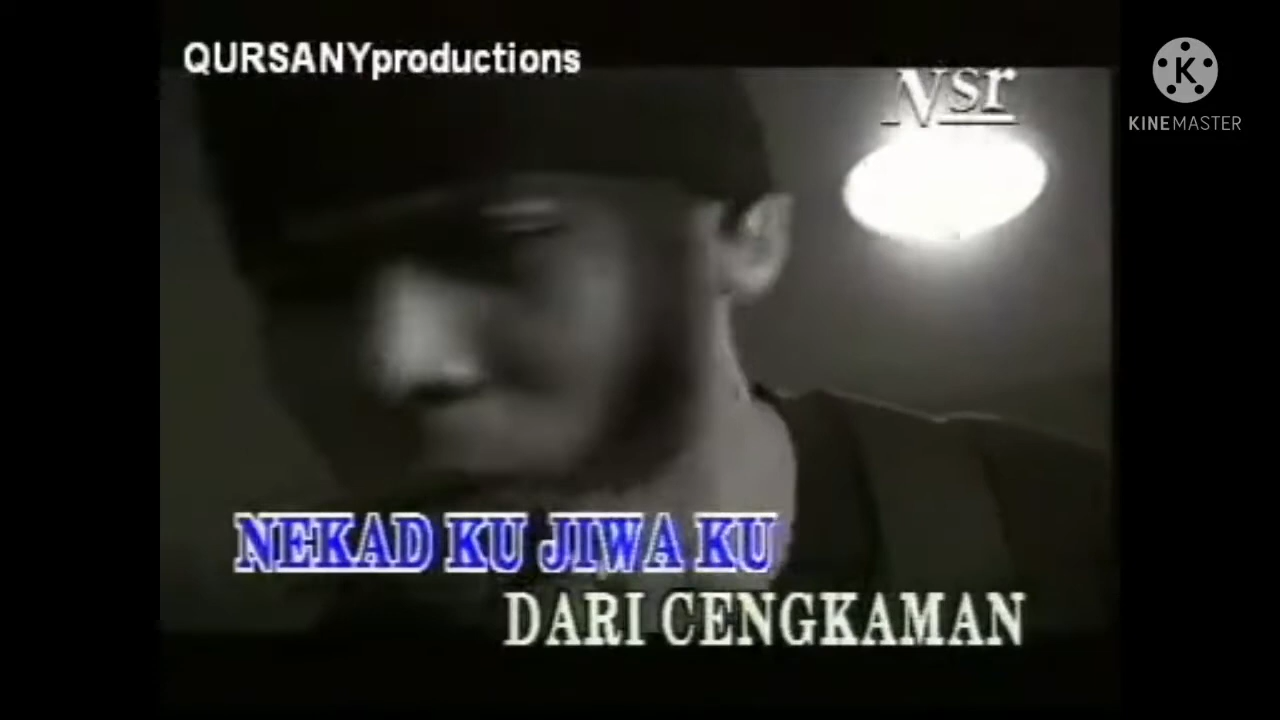 QURSANYproductions
Nsr
KINEMASTER
NEKAD KU JIWA KU
DARI CENGKAMAN